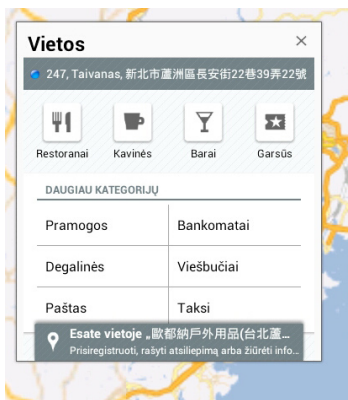 Vietos
247, Taivanas, 新北市蘆洲區長安街22巷39弄22號
Restoranai Kavinės Barai Garsūs
DAUGIAU KATEGORIJŲ
Pramogos Bankomatai
Degalinės Viešbučiai
Paštas Taksi
Esate vietoje „歐都納戶外用品(台北蘆...
Prisiregistruoti, rašyti atsiliepimą arba žiūrėti info...